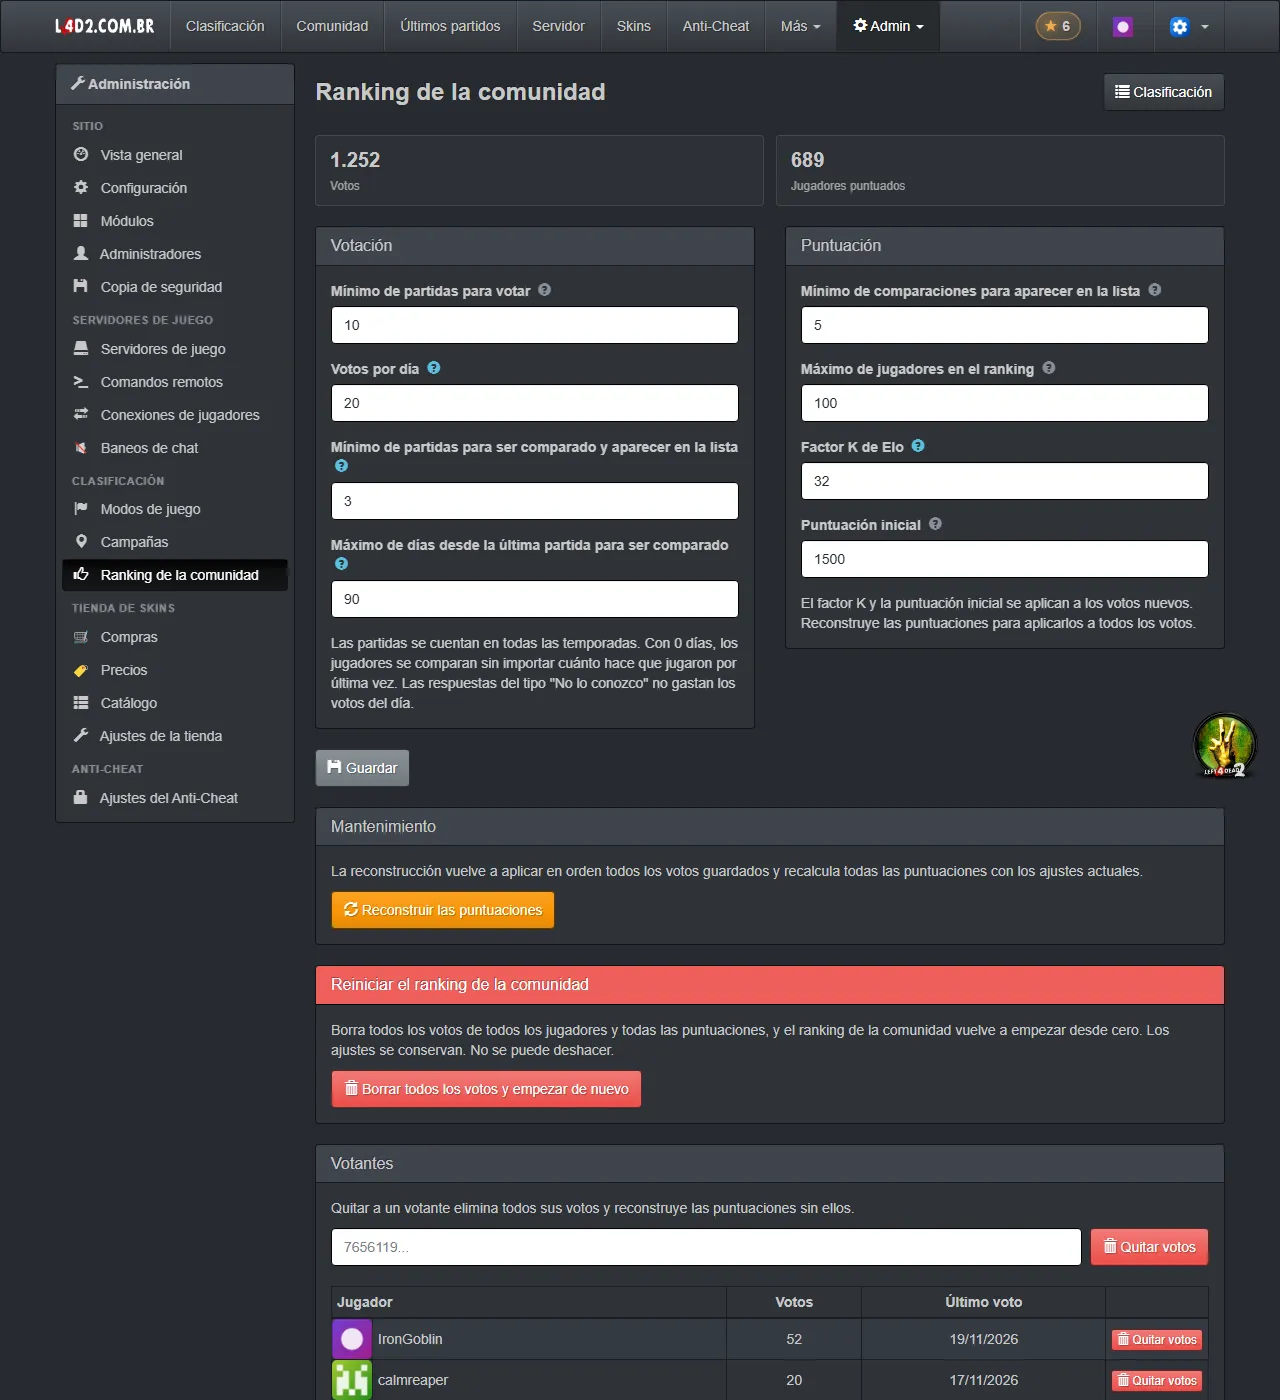 L4D2.COM.BR
Clasificación
Comunidad
Últimos partidos
Servidor
Skins
Anti-Cheat
Más
Admin
6
Administración
SITIO
Vista general
Configuración
Módulos
Administradores
Copia de seguridad
SERVIDORES DE JUEGO
Servidores de juego
Comandos remotos
Conexiones de jugadores
Baneos de chat
CLASIFICACIÓN
Modos de juego
Campañas
Ranking de la comunidad
TIENDA DE SKINS
Compras
Precios
Catálogo
Ajustes de la tienda
ANTI-CHEAT
Ajustes del Anti-Cheat
Ranking de la comunidad
Clasificación
1.252
Votos
689
Jugadores puntuados
Votación
Mínimo de partidas para votar
10
Votos por día
20
Mínimo de partidas para ser comparado y aparecer en la lista
3
Máximo de días desde la última partida para ser comparado
90
Las partidas se cuentan en todas las temporadas. Con 0 días, los
jugadores se comparan sin importar cuánto hace que jugaron por
última vez. Las respuestas del tipo "No lo conozco" no gastan los
votos del día.
Puntuación
Mínimo de comparaciones para aparecer en la lista
5
Máximo de jugadores en el ranking
100
Factor K de Elo
32
Puntuación inicial
1500
El factor K y la puntuación inicial se aplican a los votos nuevos.
Reconstruye las puntuaciones para aplicarlos a todos los votos.
LEFT 4 DEAD 2
Guardar
Mantenimiento
La reconstrucción vuelve a aplicar en orden todos los votos guardados y recalcula todas las puntuaciones con los ajustes actuales.
Reconstruir las puntuaciones
Reiniciar el ranking de la comunidad
Borra todos los votos de todos los jugadores y todas las puntuaciones, y el ranking de la comunidad vuelve a empezar desde cero. Los
ajustes se conservan. No se puede deshacer.
Borrar todos los votos y empezar de nuevo
Votantes
Quitar a un votante elimina todos sus votos y reconstruye las puntuaciones sin ellos.
7656119...
Quitar votos
Jugador Votos Último voto
IronGoblin 52 19/11/2026 Quitar votos
calmreaper 20 17/11/2026 Quitar votos